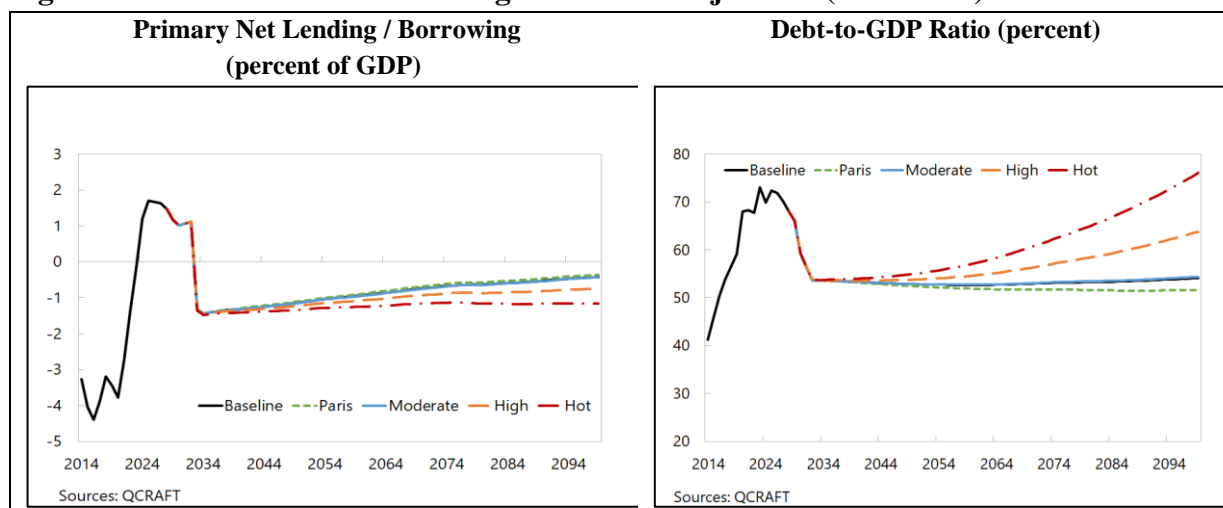 Primary Net Lending / Borrowing
(percent of GDP)
3
2
1
0
-1
-2
-3
-4
-5
Baseline Paris Moderate High Hot
2014 2024 2034 2044 2054 2064 2074 2084 2094
Sources: QCRAFT
Debt-to-GDP Ratio (percent)
80
Baseline Paris Moderate High Hot
70
60
50
40
30
20
2014 2024 2034 2044 2054 2064 2074 2084 2094
Sources: QCRAFT